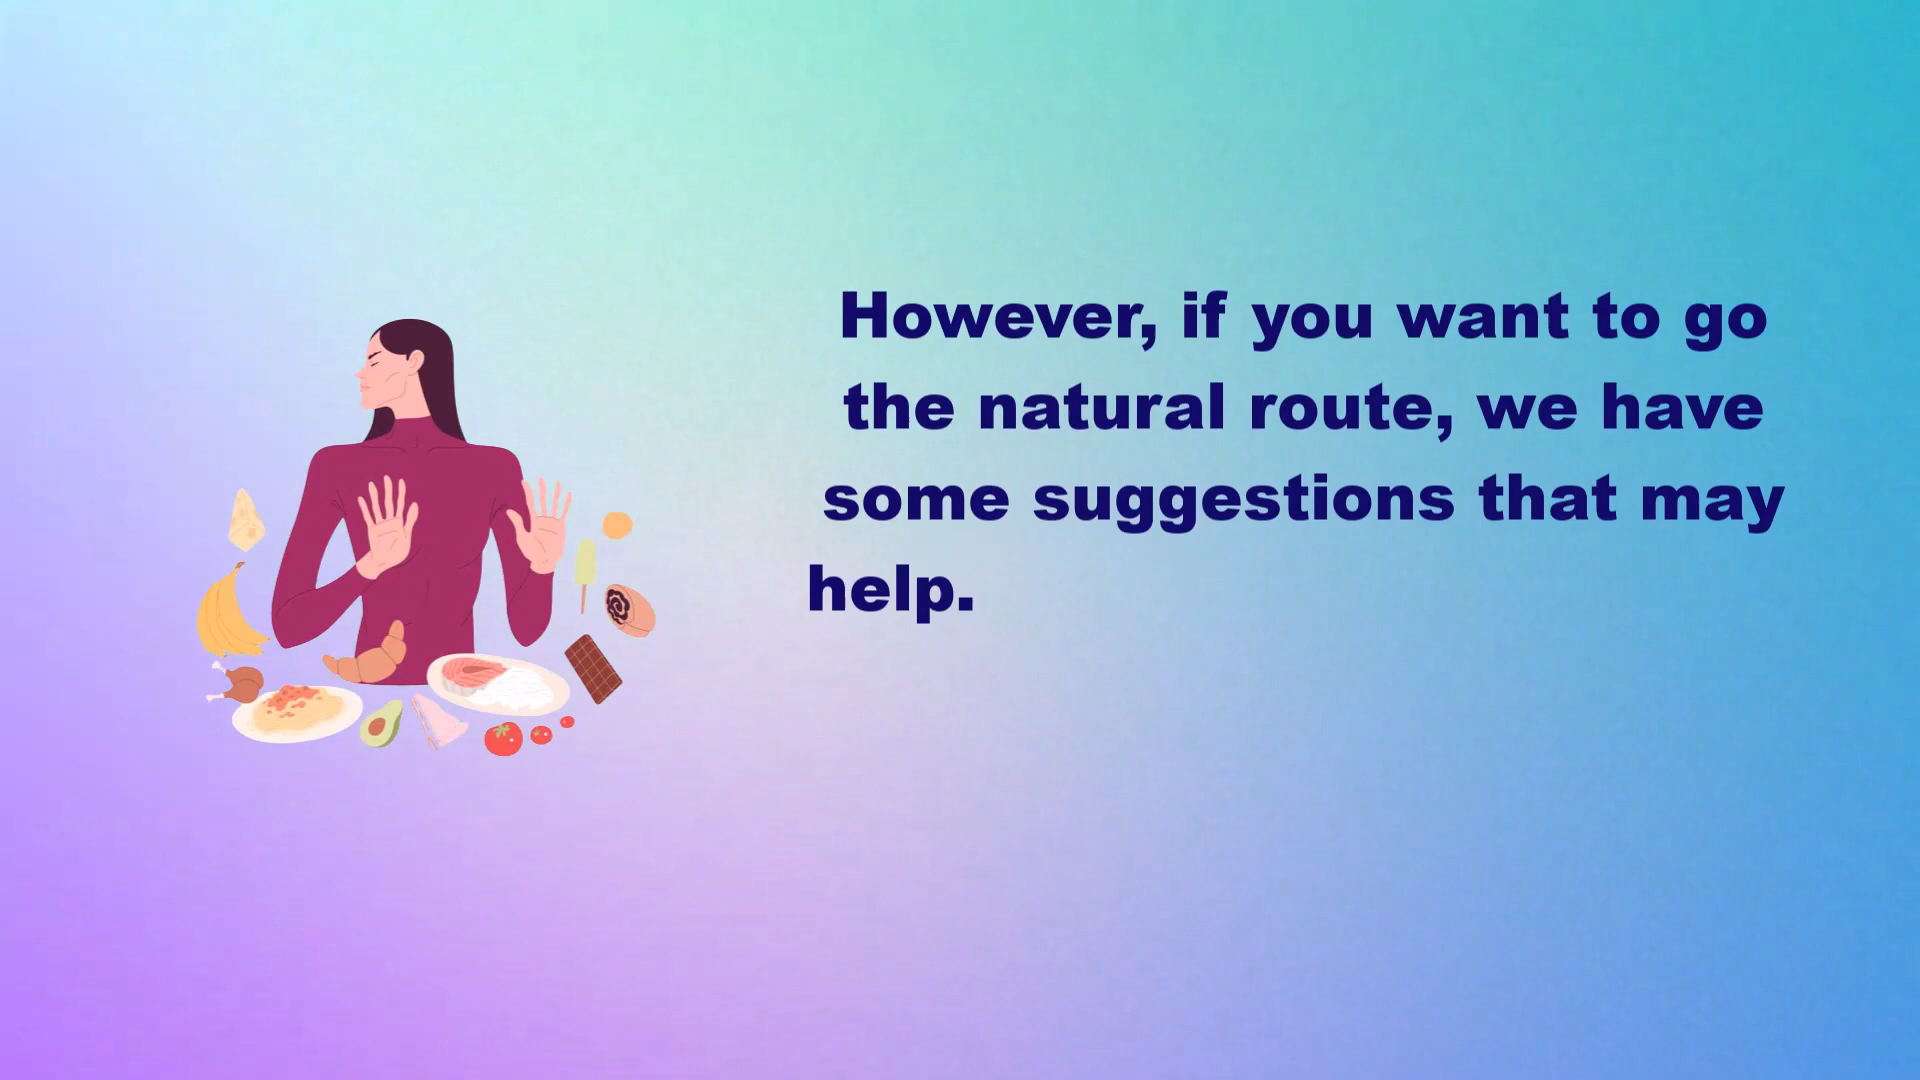 However, if you want to go
the natural route, we have
some suggestions that may
help.